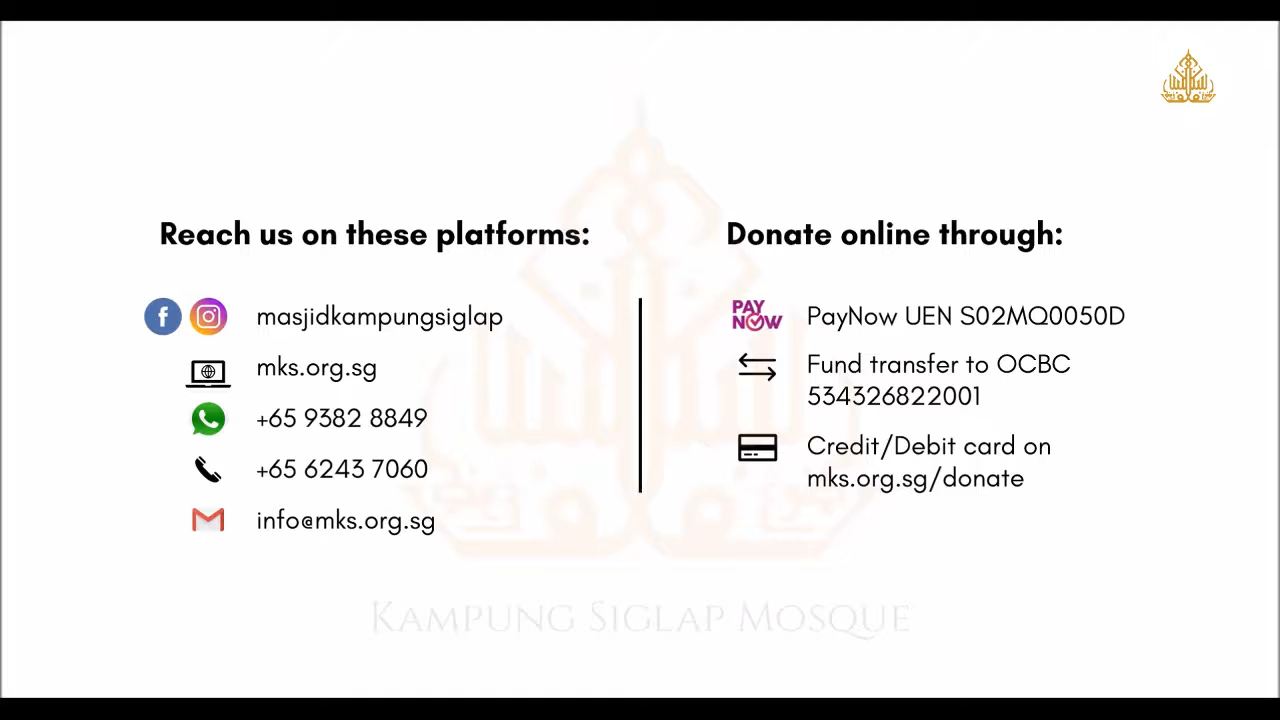 Reach us on these platforms:
masjidkampungsiglap
mks.org.sg
+65 9382 8849
+65 6243 7060
info@mks.org.sg
Donate online through:
PAY
NOW
PayNow UEN S02MQ0050D
Fund transfer to OCBC
534326822001
Credit/Debit card on
mks.org.sg/donate
KAMPUNG SIGLAP MOSQUE